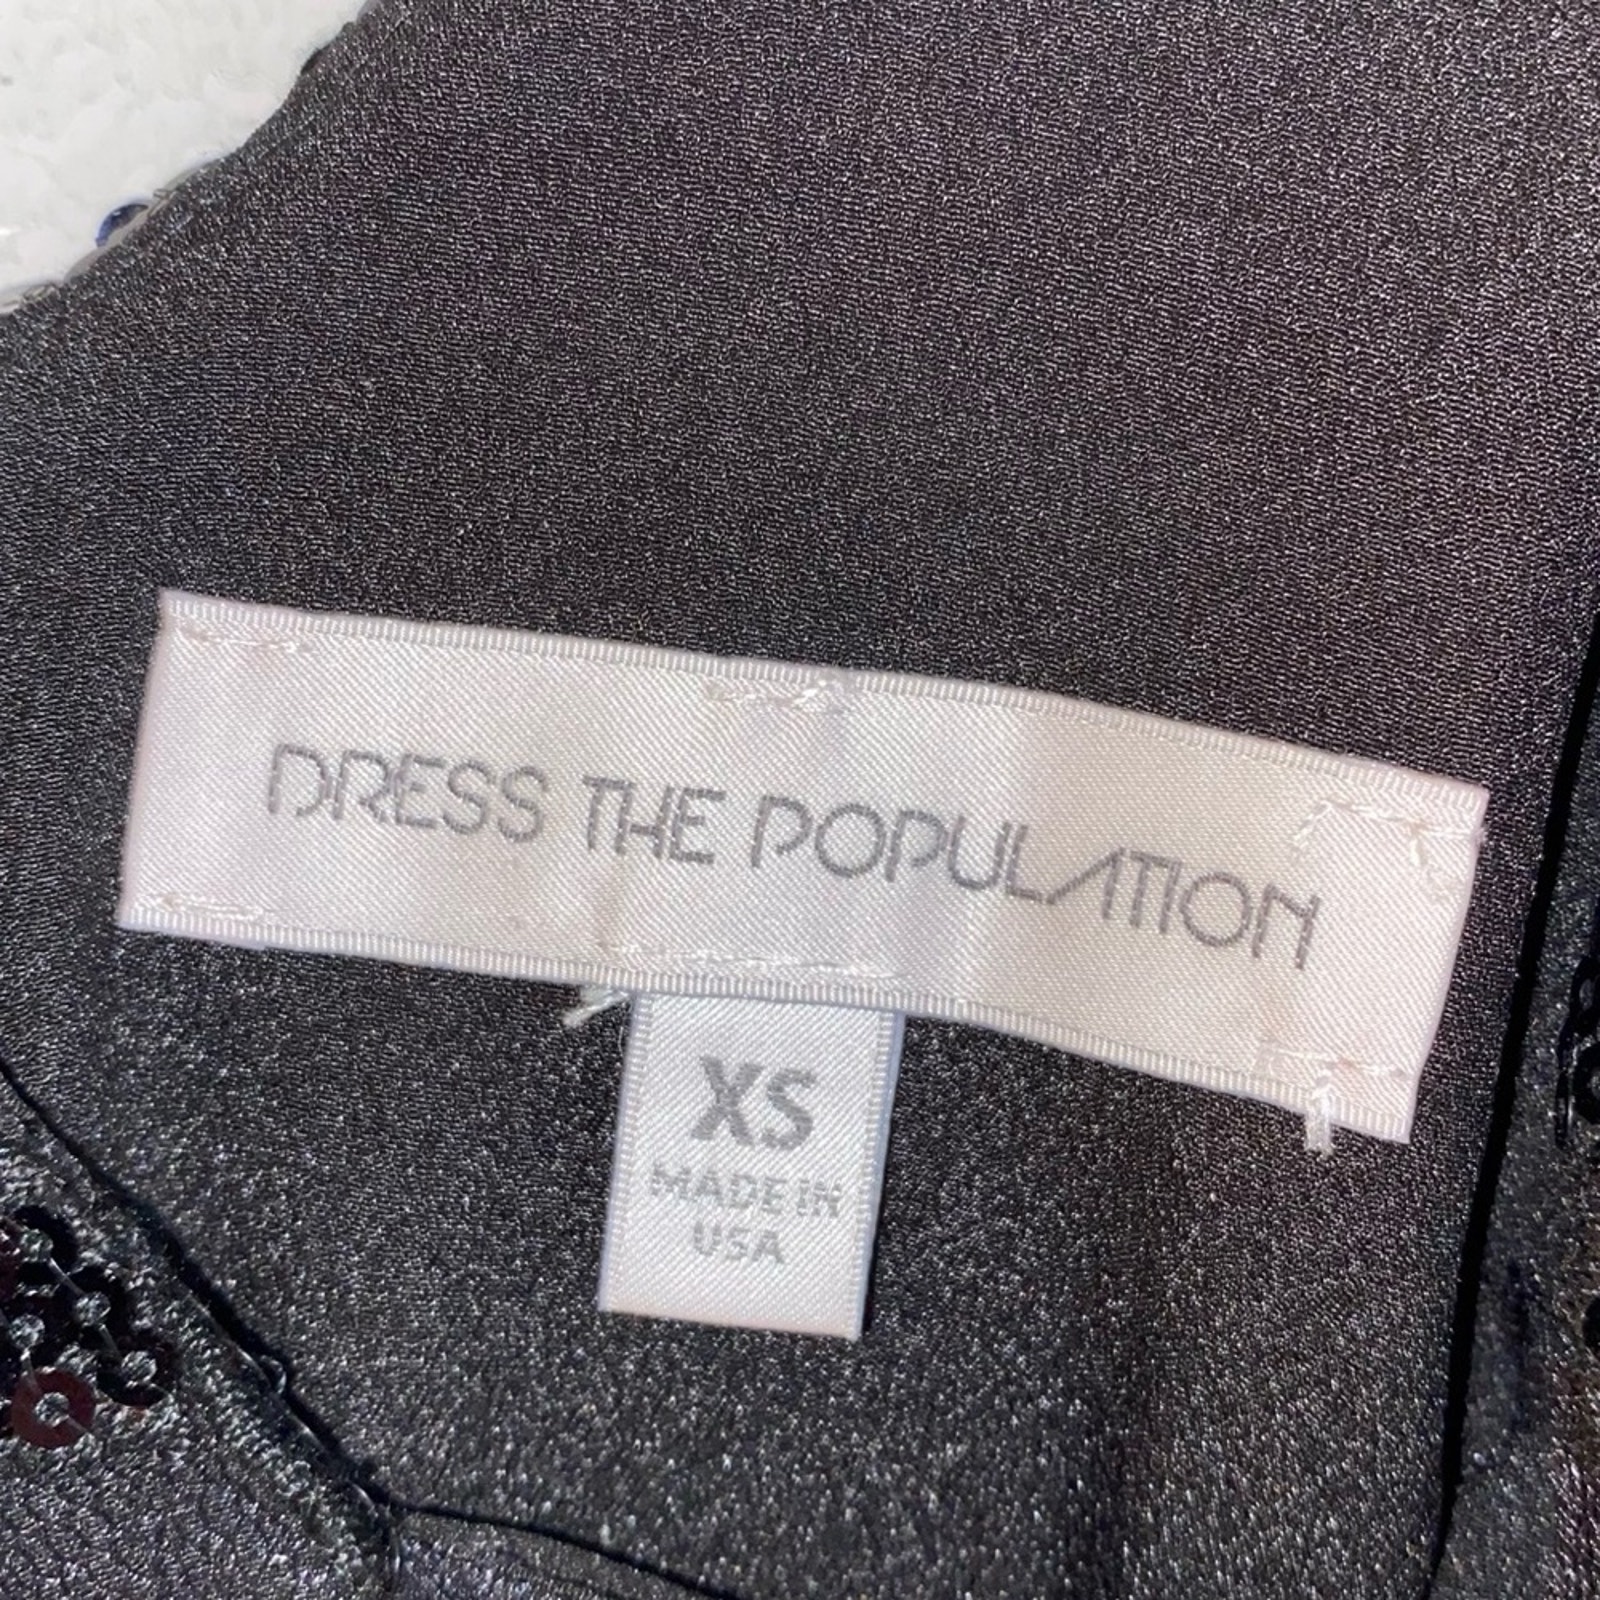 DRESS THE POPULATION
XS
MADE IN
USA